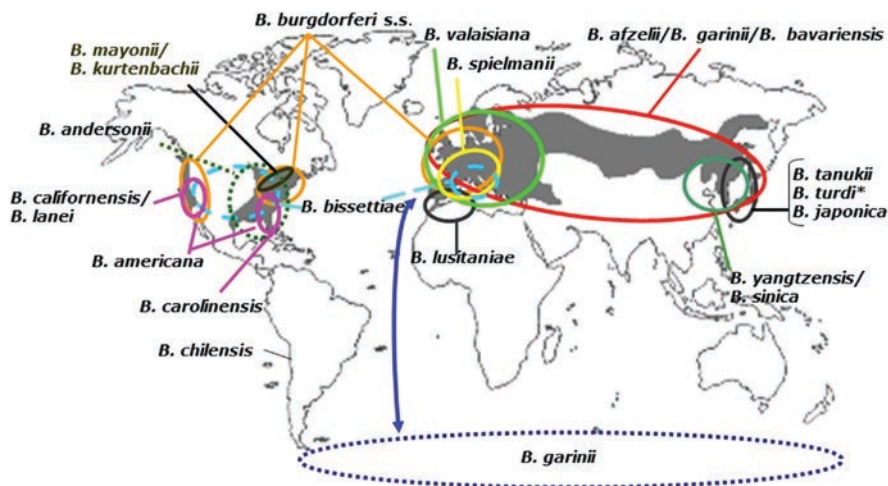 B. burgdorferi s.s.
B. mayonii/
B. kurtenbachii
B. valaisiana
B. spielmanii
B. afzelii/B. garinii/B. bavariensis
B. andersonii
B. californensis/
B. lanei
B. bissettiae
B. americana
B. carolinensis
B. lusitaniae
B. tanukii
B. turdi*
B. japonica
B. yangtzensis/
B. sinica
B. chilensis
B. garinii